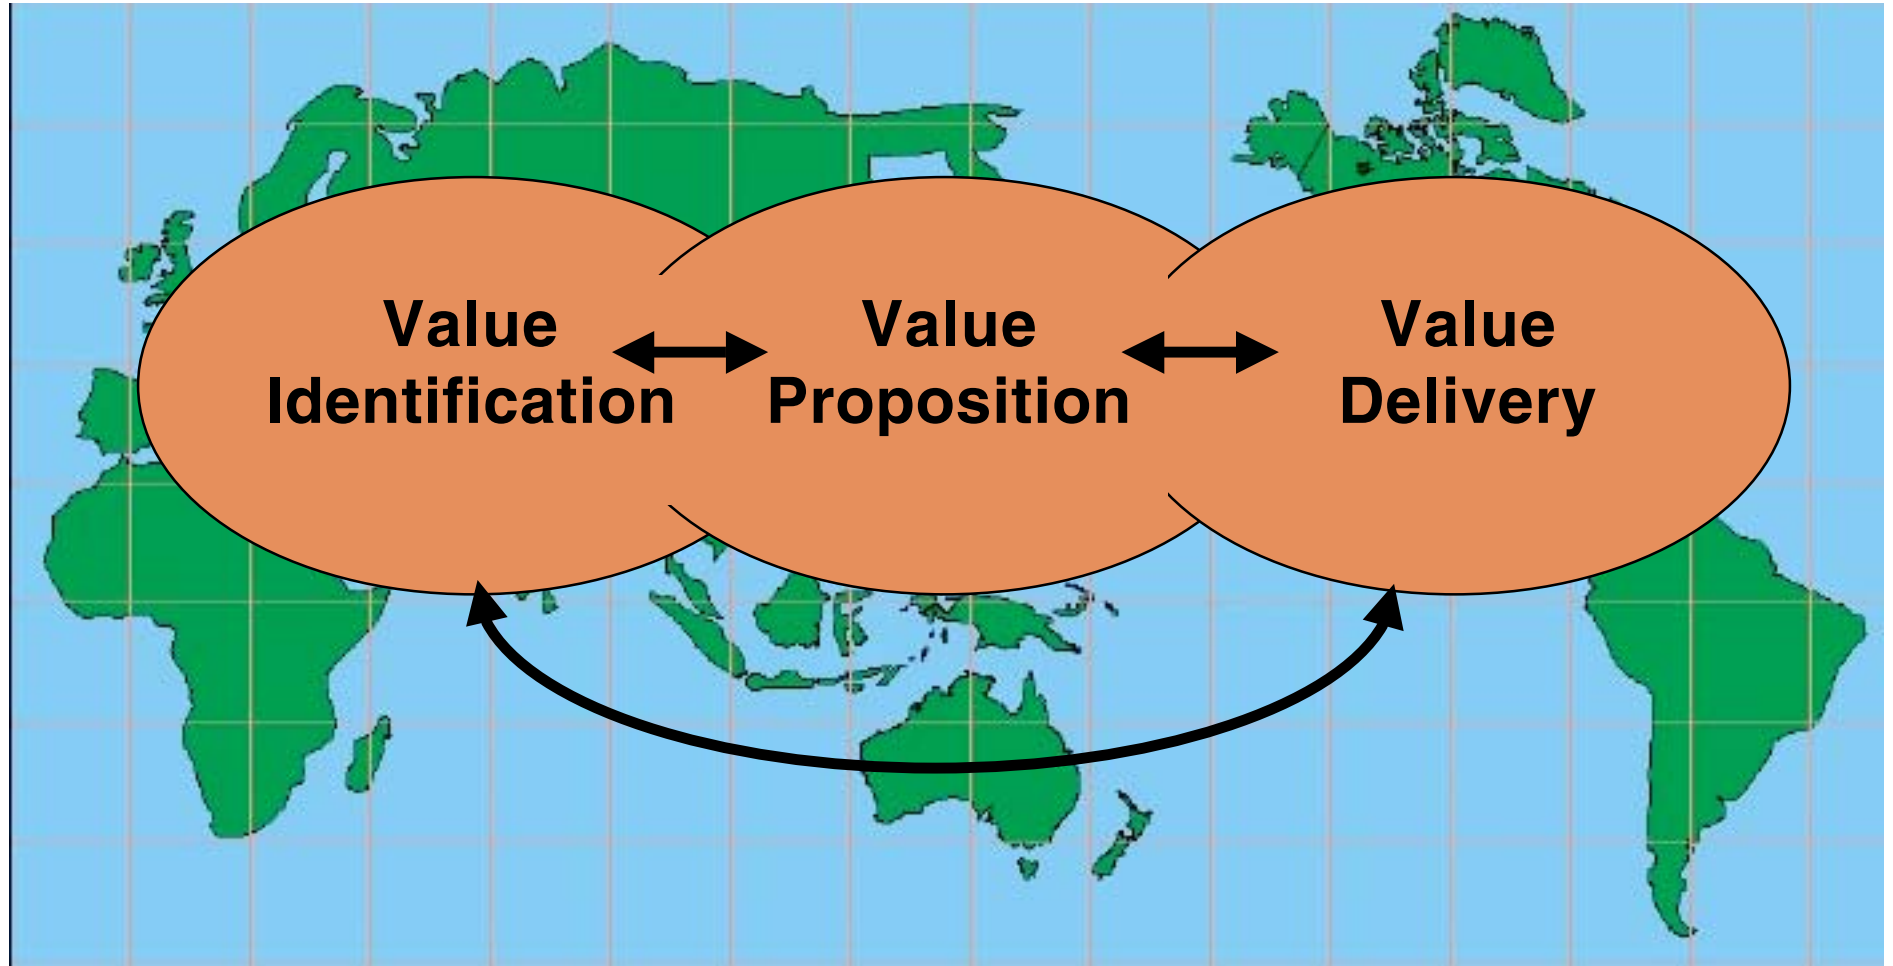 Value
Identification
Value
Proposition
Value
Delivery